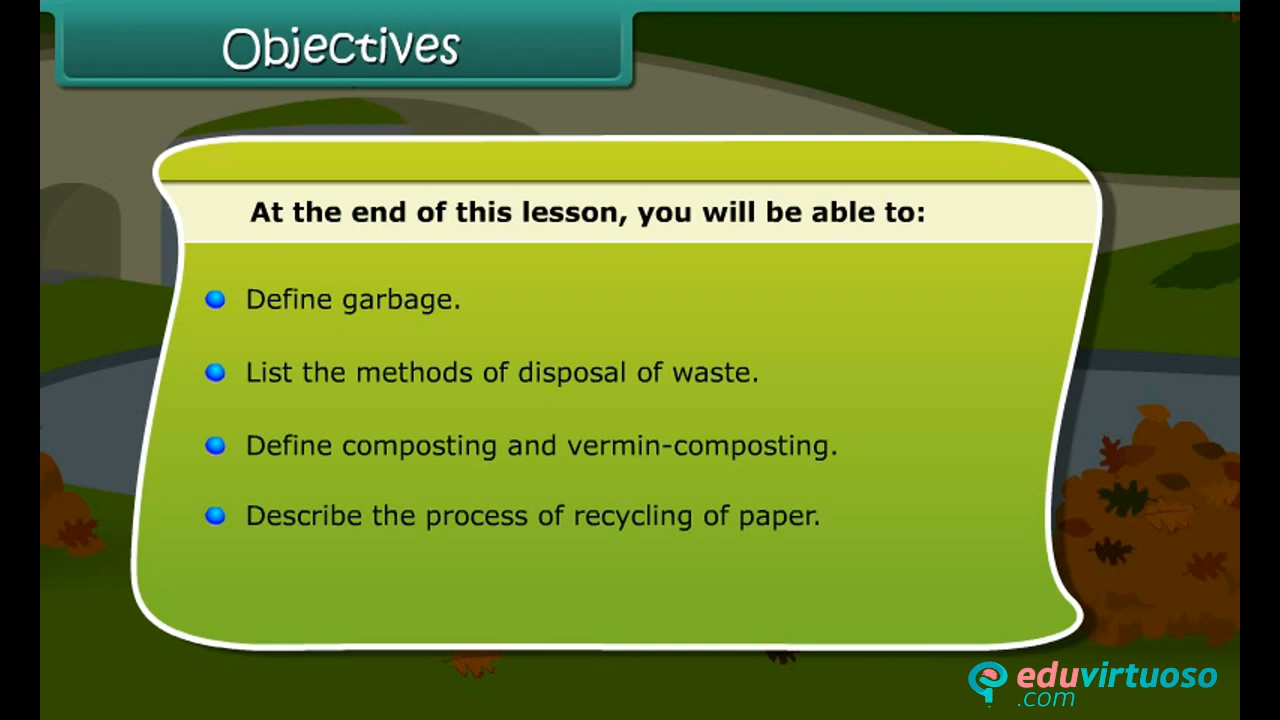 Objectives
At the end of this lesson, you will be able to:
Define garbage.
List the methods of disposal of waste.
Define composting and vermin-composting.
Describe the process of recycling of paper.
eduvirtuoso
.com